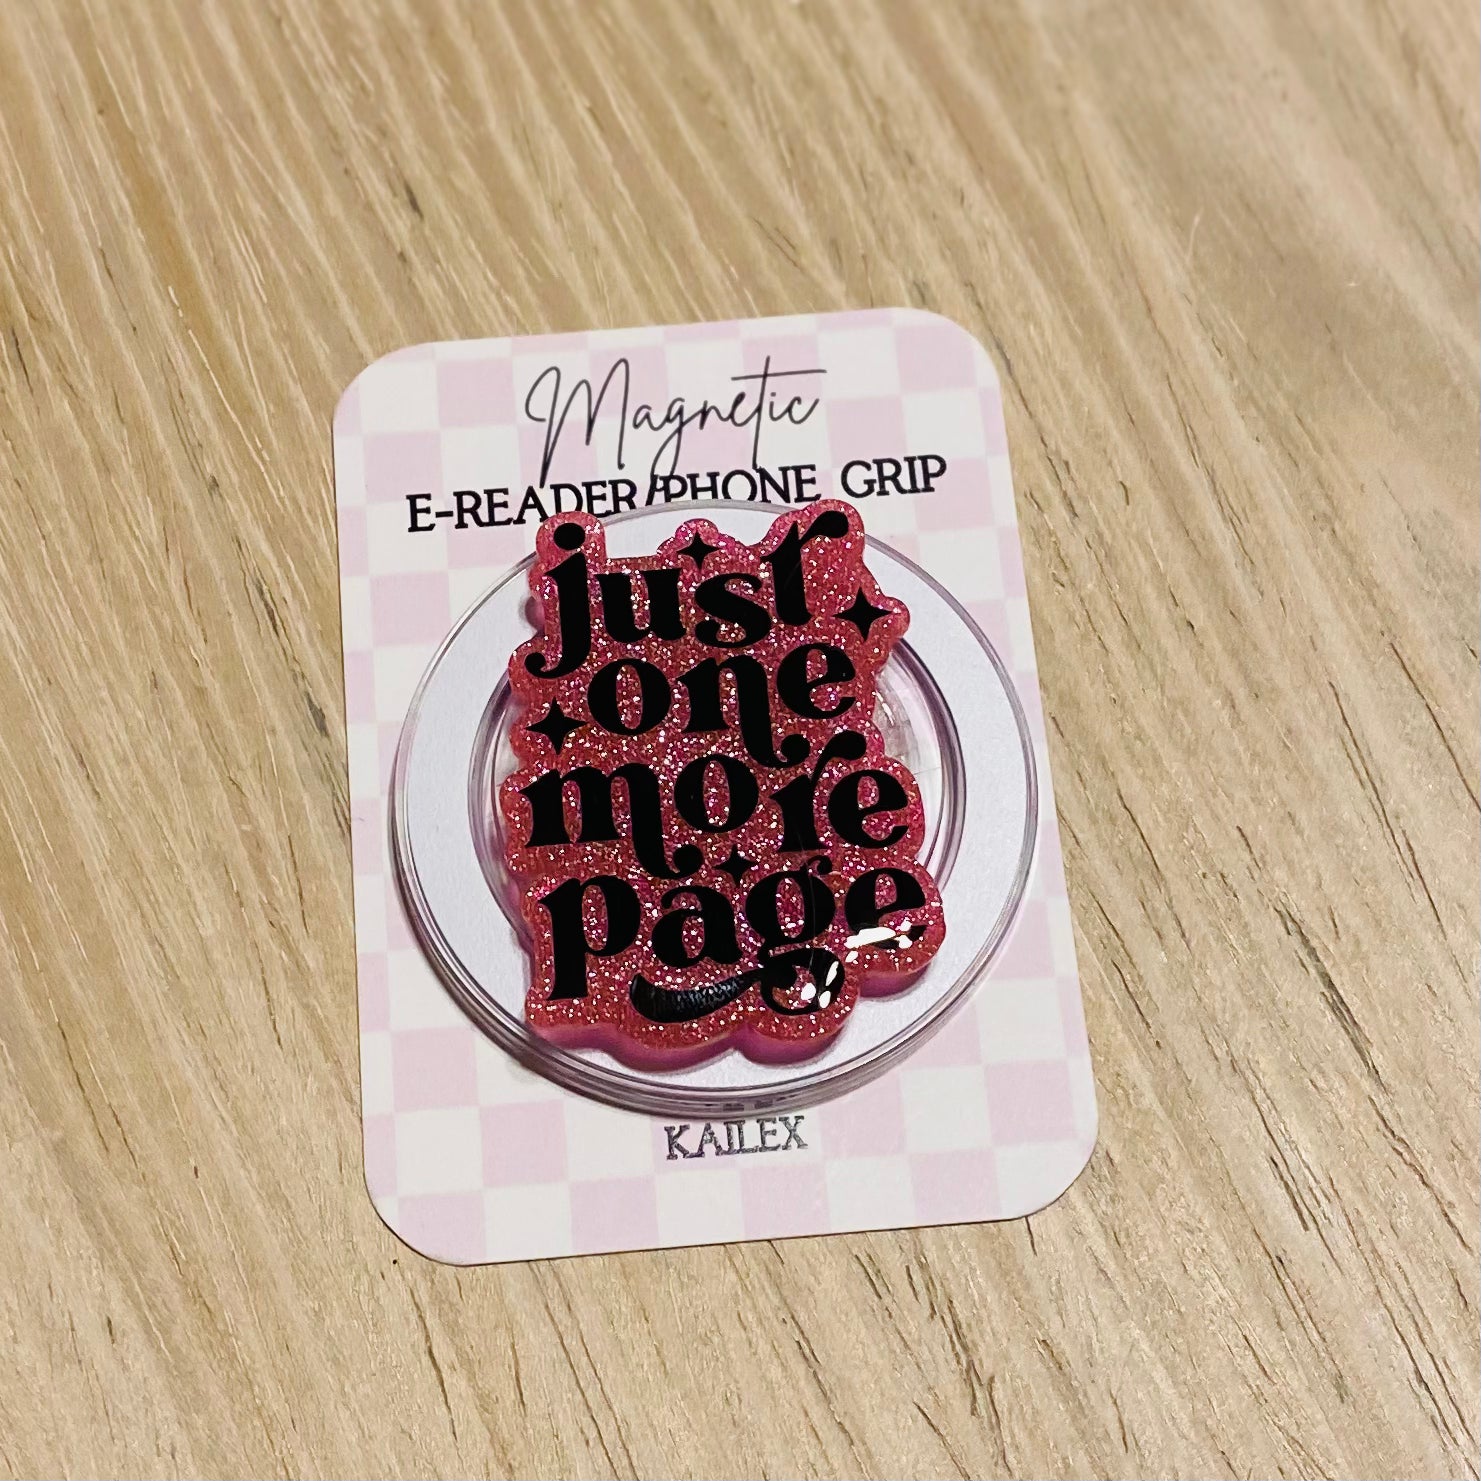 Magnetic
E-READER/PHONE GRIP
just
one
more
page
KAILEX